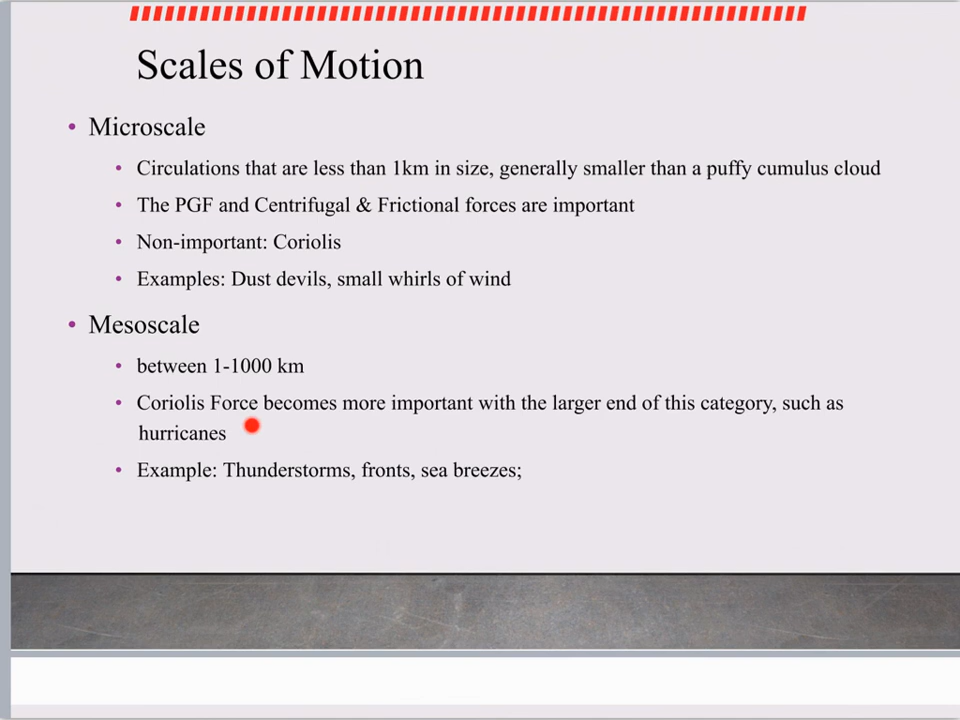 Scales of Motion
• Microscale
• Circulations that are less than 1km in size, generally smaller than a puffy cumulus cloud
• The PGF and Centrifugal & Frictional forces are important
• Non-important: Coriolis
• Examples: Dust devils, small whirls of wind
• Mesoscale
• between 1-1000 km
• Coriolis Force becomes more important with the larger end of this category, such as
hurricanes
• Example: Thunderstorms, fronts, sea breezes;